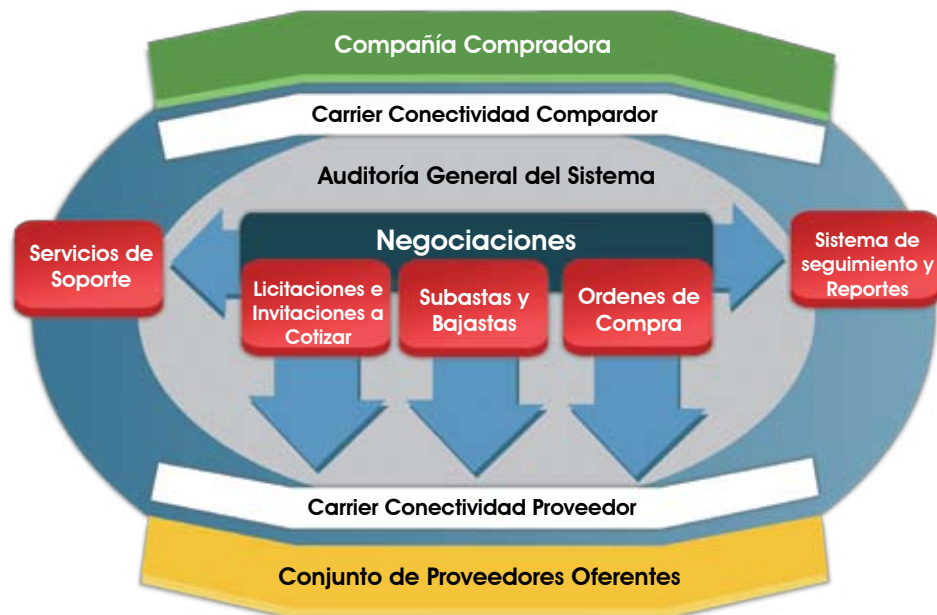 Compañía Compradora
Carrier Conectividad Compardor
Auditoría General del Sistema
Negociaciones
Servicios de
Soporte
Licitaciones e
Invitaciones a
Cotizar
Subastas y
Bajastas
Ordenes de
Compra
Sistema de
seguimiento y
Reportes
Carrier Conectividad Proveedor
Conjunto de Proveedores Oferentes